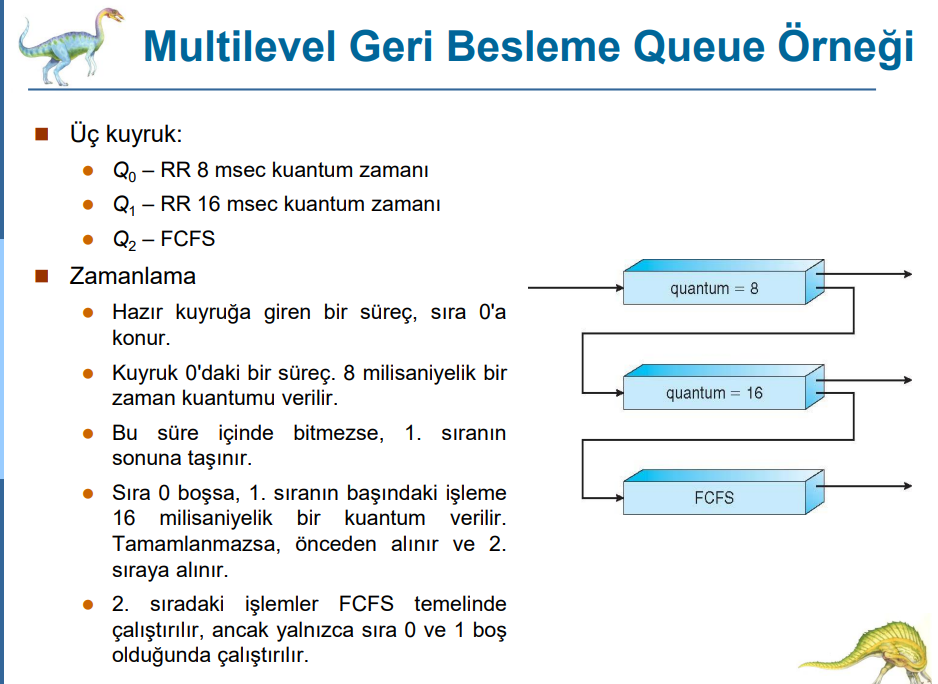 Multilevel Geri Besleme Queue Örneği
Üç kuyruk:
Q0 – RR 8 msec kuantum zamanı
Q1 – RR 16 msec kuantum zamanı
Q2 – FCFS
Zamanlama
Hazır kuyruğa giren bir süreç, sıra 0'a
konur.
Kuyruk 0'daki bir süreç. 8 milisaniyelik bir
zaman kuantumu verilir.
Bu süre içinde bitmezse, 1. sıranın
sonuna taşınır.
Sıra 0 boşsa, 1. sıranın başındaki işleme
16 milisaniyelik bir kuantum verilir.
Tamamlanmazsa, önceden alınır ve 2.
sıraya alınır.
2. sıradaki işlemler FCFS temelinde
çalıştırılır, ancak yalnızca sıra 0 ve 1 boş
olduğunda çalıştırılır.
quantum = 8
quantum = 16
FCFS